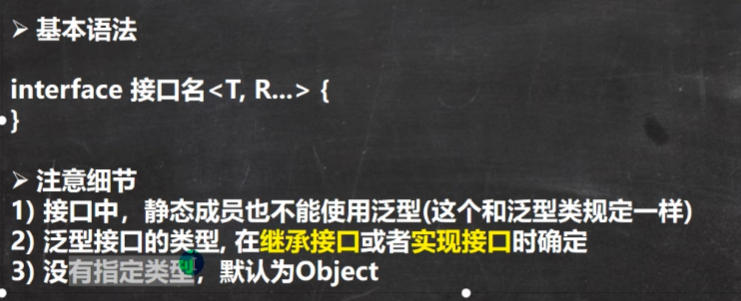 ➢ 基本语法
interface 接口名<T, R...> {
}
➢ 注意细节
1) 接口中，静态成员也不能使用泛型(这个和泛型类规定一样)
2) 泛型接口的类型, 在继承接口或者实现接口时确定
3) 没有指定类型，默认为Object